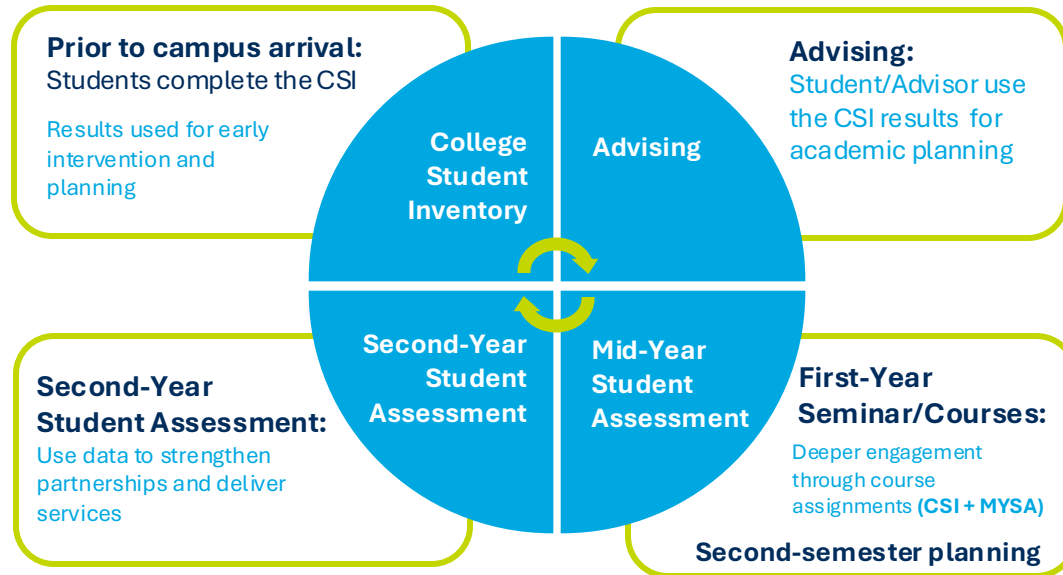 Prior to campus arrival:
Students complete the CSI
Results used for early
intervention and
planning
College
Student
Inventory
Advising
Advising:
Student/Advisor use
the CSI results for
academic planning
Second-Year
Student Assessment:
Use data to strengthen
partnerships and deliver
services
Second-Year
Student
Assessment
Mid-Year
Student
Assessment
First-Year
Seminar/Courses:
Deeper engagement
through course
assignments (CSI + MYSA)
Second-semester planning